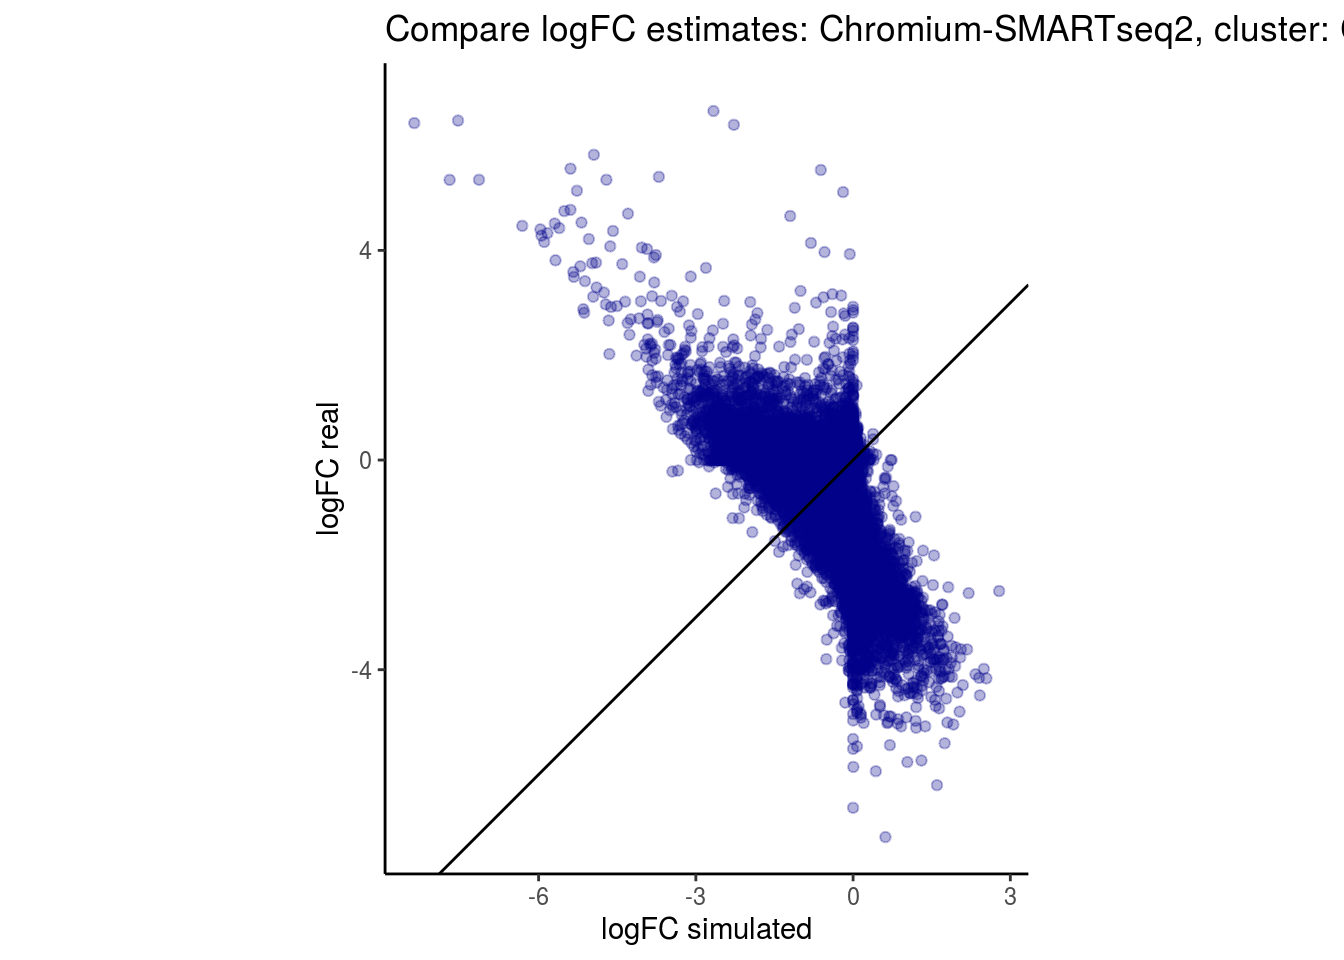 Compare logFC estimates: Chromium-SMARTseq2, cluster:
4
0
-4
logFC real
-6
-3
0
3
logFC simulated